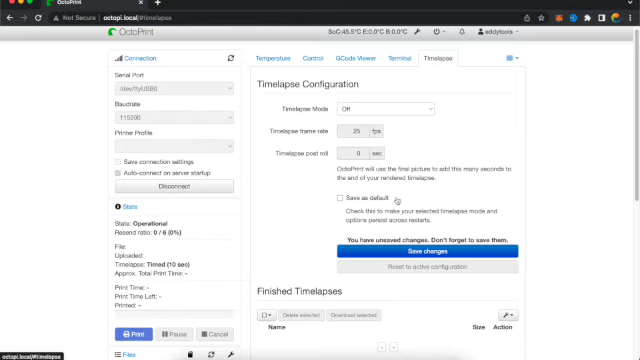 OctoPrint
Not Secure octopi.local/#timelapse
OctoPrint
SoC:45.5°C E:0.0°C C:0.0°C
eddytools
Connection
Temperature
Control
GCode Viewer
Terminal
Timelapse
Serial Port
/dev/ttyUSB0
Baudrate
115200
Printer Profile
Save connection settings
Auto-connect on server startup
Disconnect
State
State: Operational
Resend ratio: 0 / 6 (0%)
File:
Uploaded:
Timelapse: Timed (10 sec)
Approx. Total Print Time: -
Print Time: -
Print Time Left: -
Printed: -
Print
Pause
Cancel
Files
Timelapse Configuration
Timelapse Mode
Off
Timelapse frame rate
25
fps
Timelapse post roll
0
sec
OctoPrint will use the final picture to add this many seconds to
the end of your rendered timelapse.
Save as default
Check this to make your selected timelapse mode and
options persist across restarts.
You have unsaved changes. Don't forget to save them.
Save changes
Reset to active configuration
Finished Timelapses
Delete selected
Download selected
Name
Size
Action
octopi.local/#timelapse